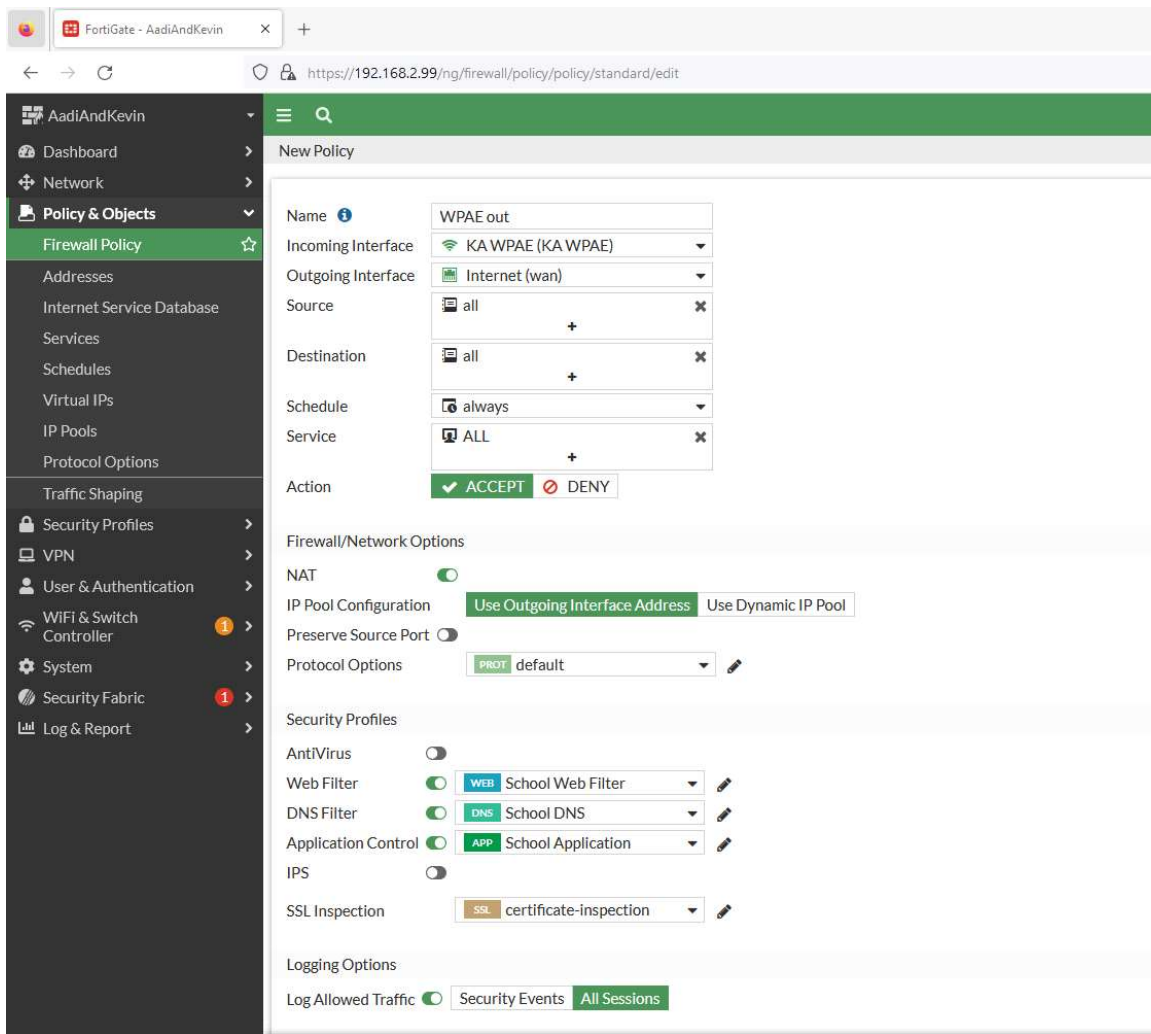 FortiGate - AadiAndKevin
https://192.168.2.99/ng/firewall/policy/policy/standard/edit
AadiAndKevin
Dashboard
Network
Policy & Objects
Firewall Policy
Addresses
Internet Service Database
Services
Schedules
Virtual IPs
IP Pools
Protocol Options
Traffic Shaping
Security Profiles
VPN
User & Authentication
WiFi & Switch
Controller
1
System
Security Fabric
1
Log & Report
New Policy
Name
WPAE out
Incoming Interface
KA WPAE (KA WPAE)
Outgoing Interface
Internet (wan)
Source
all
+
Destination
all
+
Schedule
always
Service
ALL
+
Action
ACCEPT DENY
Firewall/Network Options
NAT
IP Pool Configuration
Use Outgoing Interface Address Use Dynamic IP Pool
Preserve Source Port
Protocol Options
PROT default
Security Profiles
AntiVirus
Web Filter
WEB School Web Filter
DNS Filter
DNS School DNS
Application Control
APP School Application
IPS
SSL Inspection
SSL certificate-inspection
Logging Options
Log Allowed Traffic
Security Events All Sessions